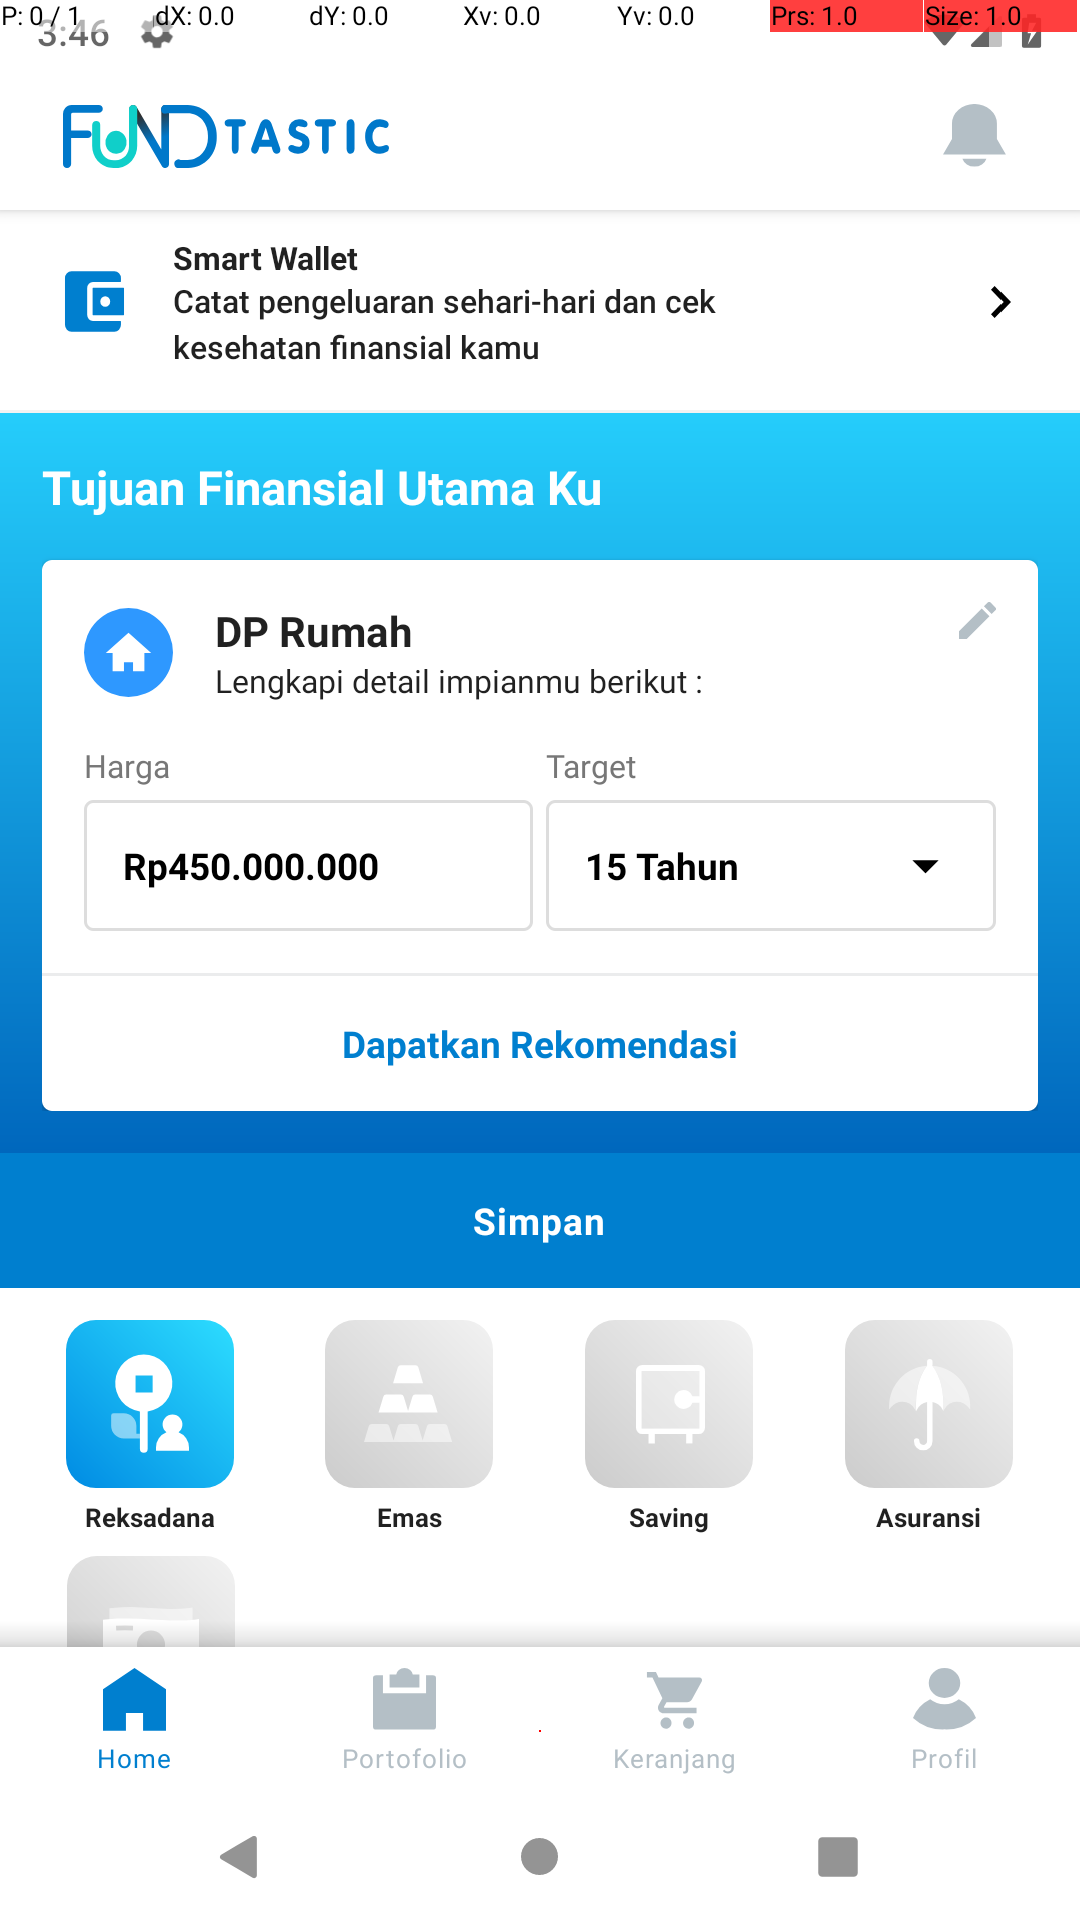 P: 0 / 1 dX: 0.0 dY: 0.0 Xv: 0.0 Yv: 0.0 Prs: 1.0 Size: 1.0
3:46
FUNDTASTIC
Smart Wallet
Catat pengeluaran sehari-hari dan cek
kesehatan finansial kamu
Tujuan Finansial Utama Ku
DP Rumah
Lengkapi detail impianmu berikut :
Harga Target
Rp450.000.000 15 Tahun
Dapatkan Rekomendasi
Simpan
Reksadana Emas Saving Asuransi
Home Portofolio Keranjang Profil